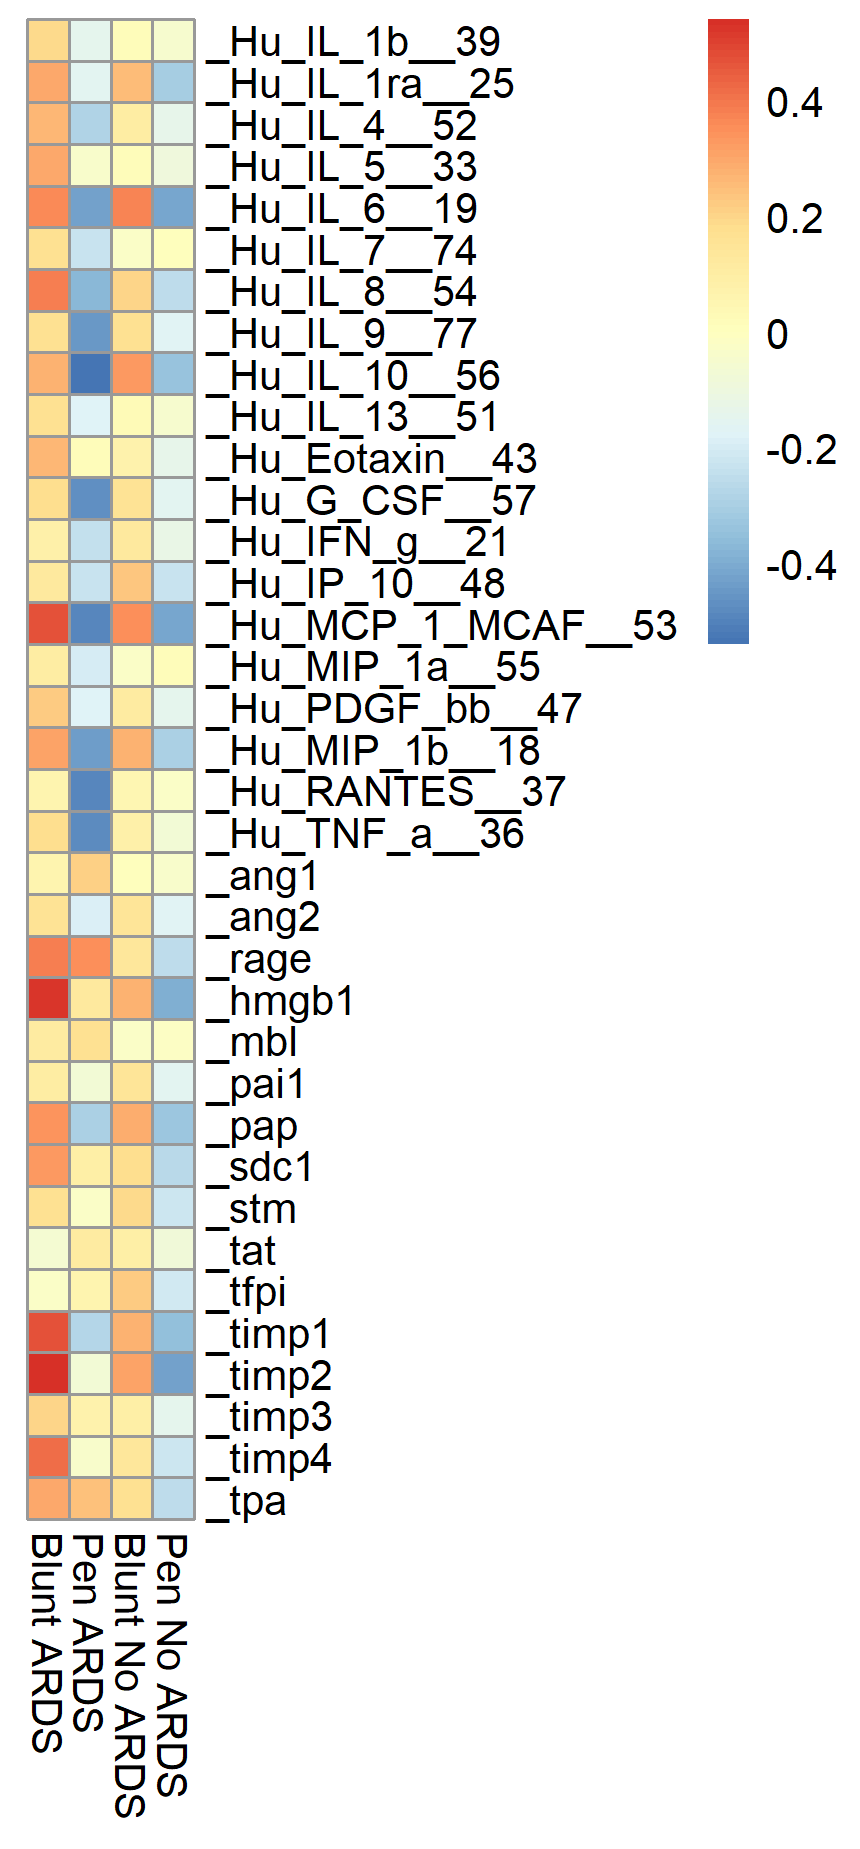 _Hu_IL_1b__39
_Hu_IL_1ra__25
_Hu_IL_4__52
_Hu_IL_5__33
_Hu_IL_6__19
_Hu_IL_7__74
_Hu_IL_8__54
_Hu_IL_9__77
_Hu_IL_10__56
_Hu_IL_13__51
_Hu_Eotaxin__43
_Hu_G_CSF__57
_Hu_IFN_g__21
_Hu_IP_10__48
_Hu_MCP_1_MCAF__53
_Hu_MIP_1a__55
_Hu_PDGF_bb__47
_Hu_MIP_1b__18
_Hu_RANTES__37
_Hu_TNF_a__36
_ang1
_ang2
_rage
_hmgb1
_mbl
_pai1
_pap
_sdc1
_stm
_tat
_tfpi
_timp1
_timp2
_timp3
_timp4
_tpa
Blunt ARDS
Pen ARDS
Blunt No ARDS
Pen No ARDS
0.4
0.2
0
-0.2
-0.4